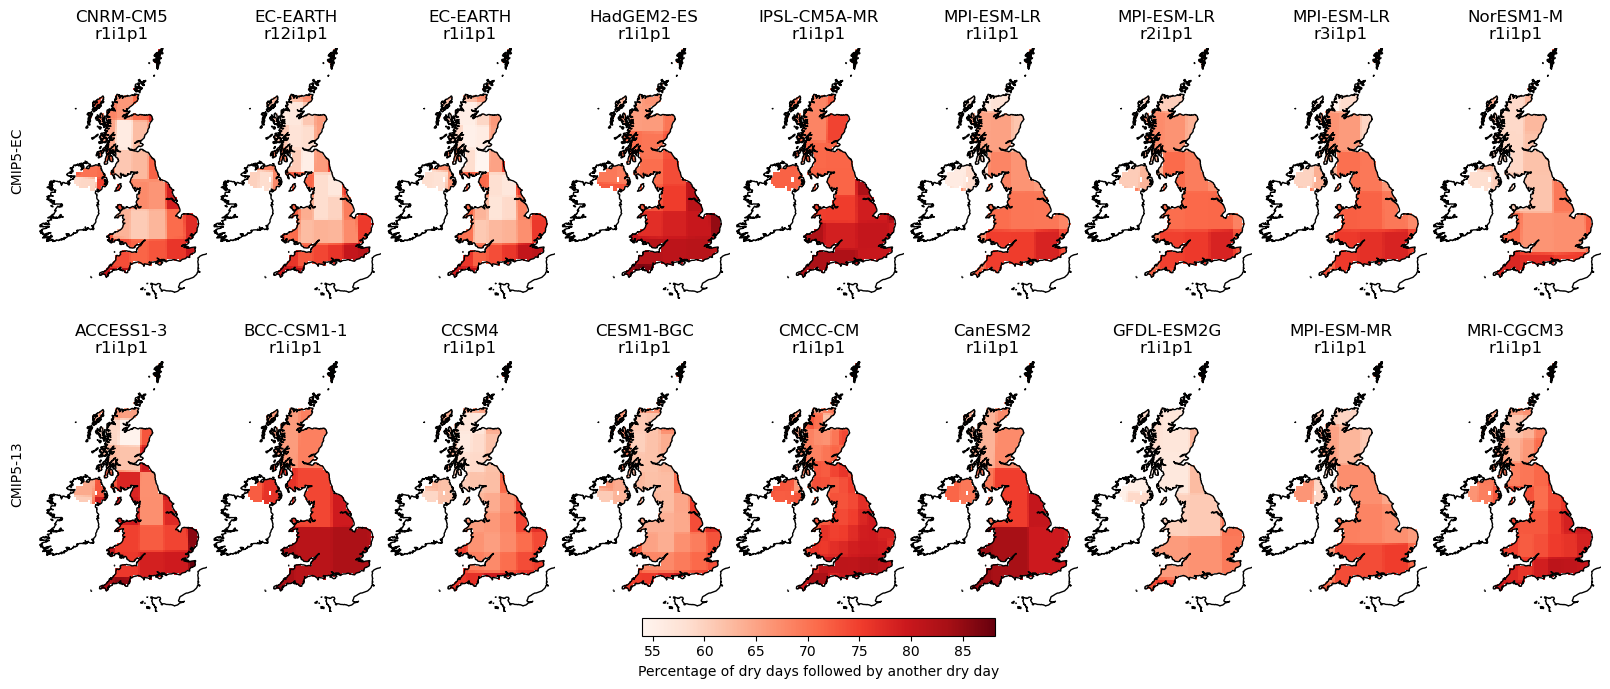 CNRM-CM5
r1i1p1
EC-EARTH
r12i1p1
EC-EARTH
r1i1p1
HadGEM2-ES
r1i1p1
IPSL-CM5A-MR
r1i1p1
MPI-ESM-LR
r1i1p1
MPI-ESM-LR
r2i1p1
MPI-ESM-LR
r3i1p1
NorESM1-M
r1i1p1
CMIP5-EC
ACCESS1-3
r1i1p1
BCC-CSM1-1
r1i1p1
CCSM4
r1i1p1
CESM1-BGC
r1i1p1
CMCC-CM
r1i1p1
CanESM2
r1i1p1
GFDL-ESM2G
r1i1p1
MPI-ESM-MR
r1i1p1
MRI-CGCM3
r1i1p1
CMIP5-13
55 60 65 70 75 80 85
Percentage of dry days followed by another dry day